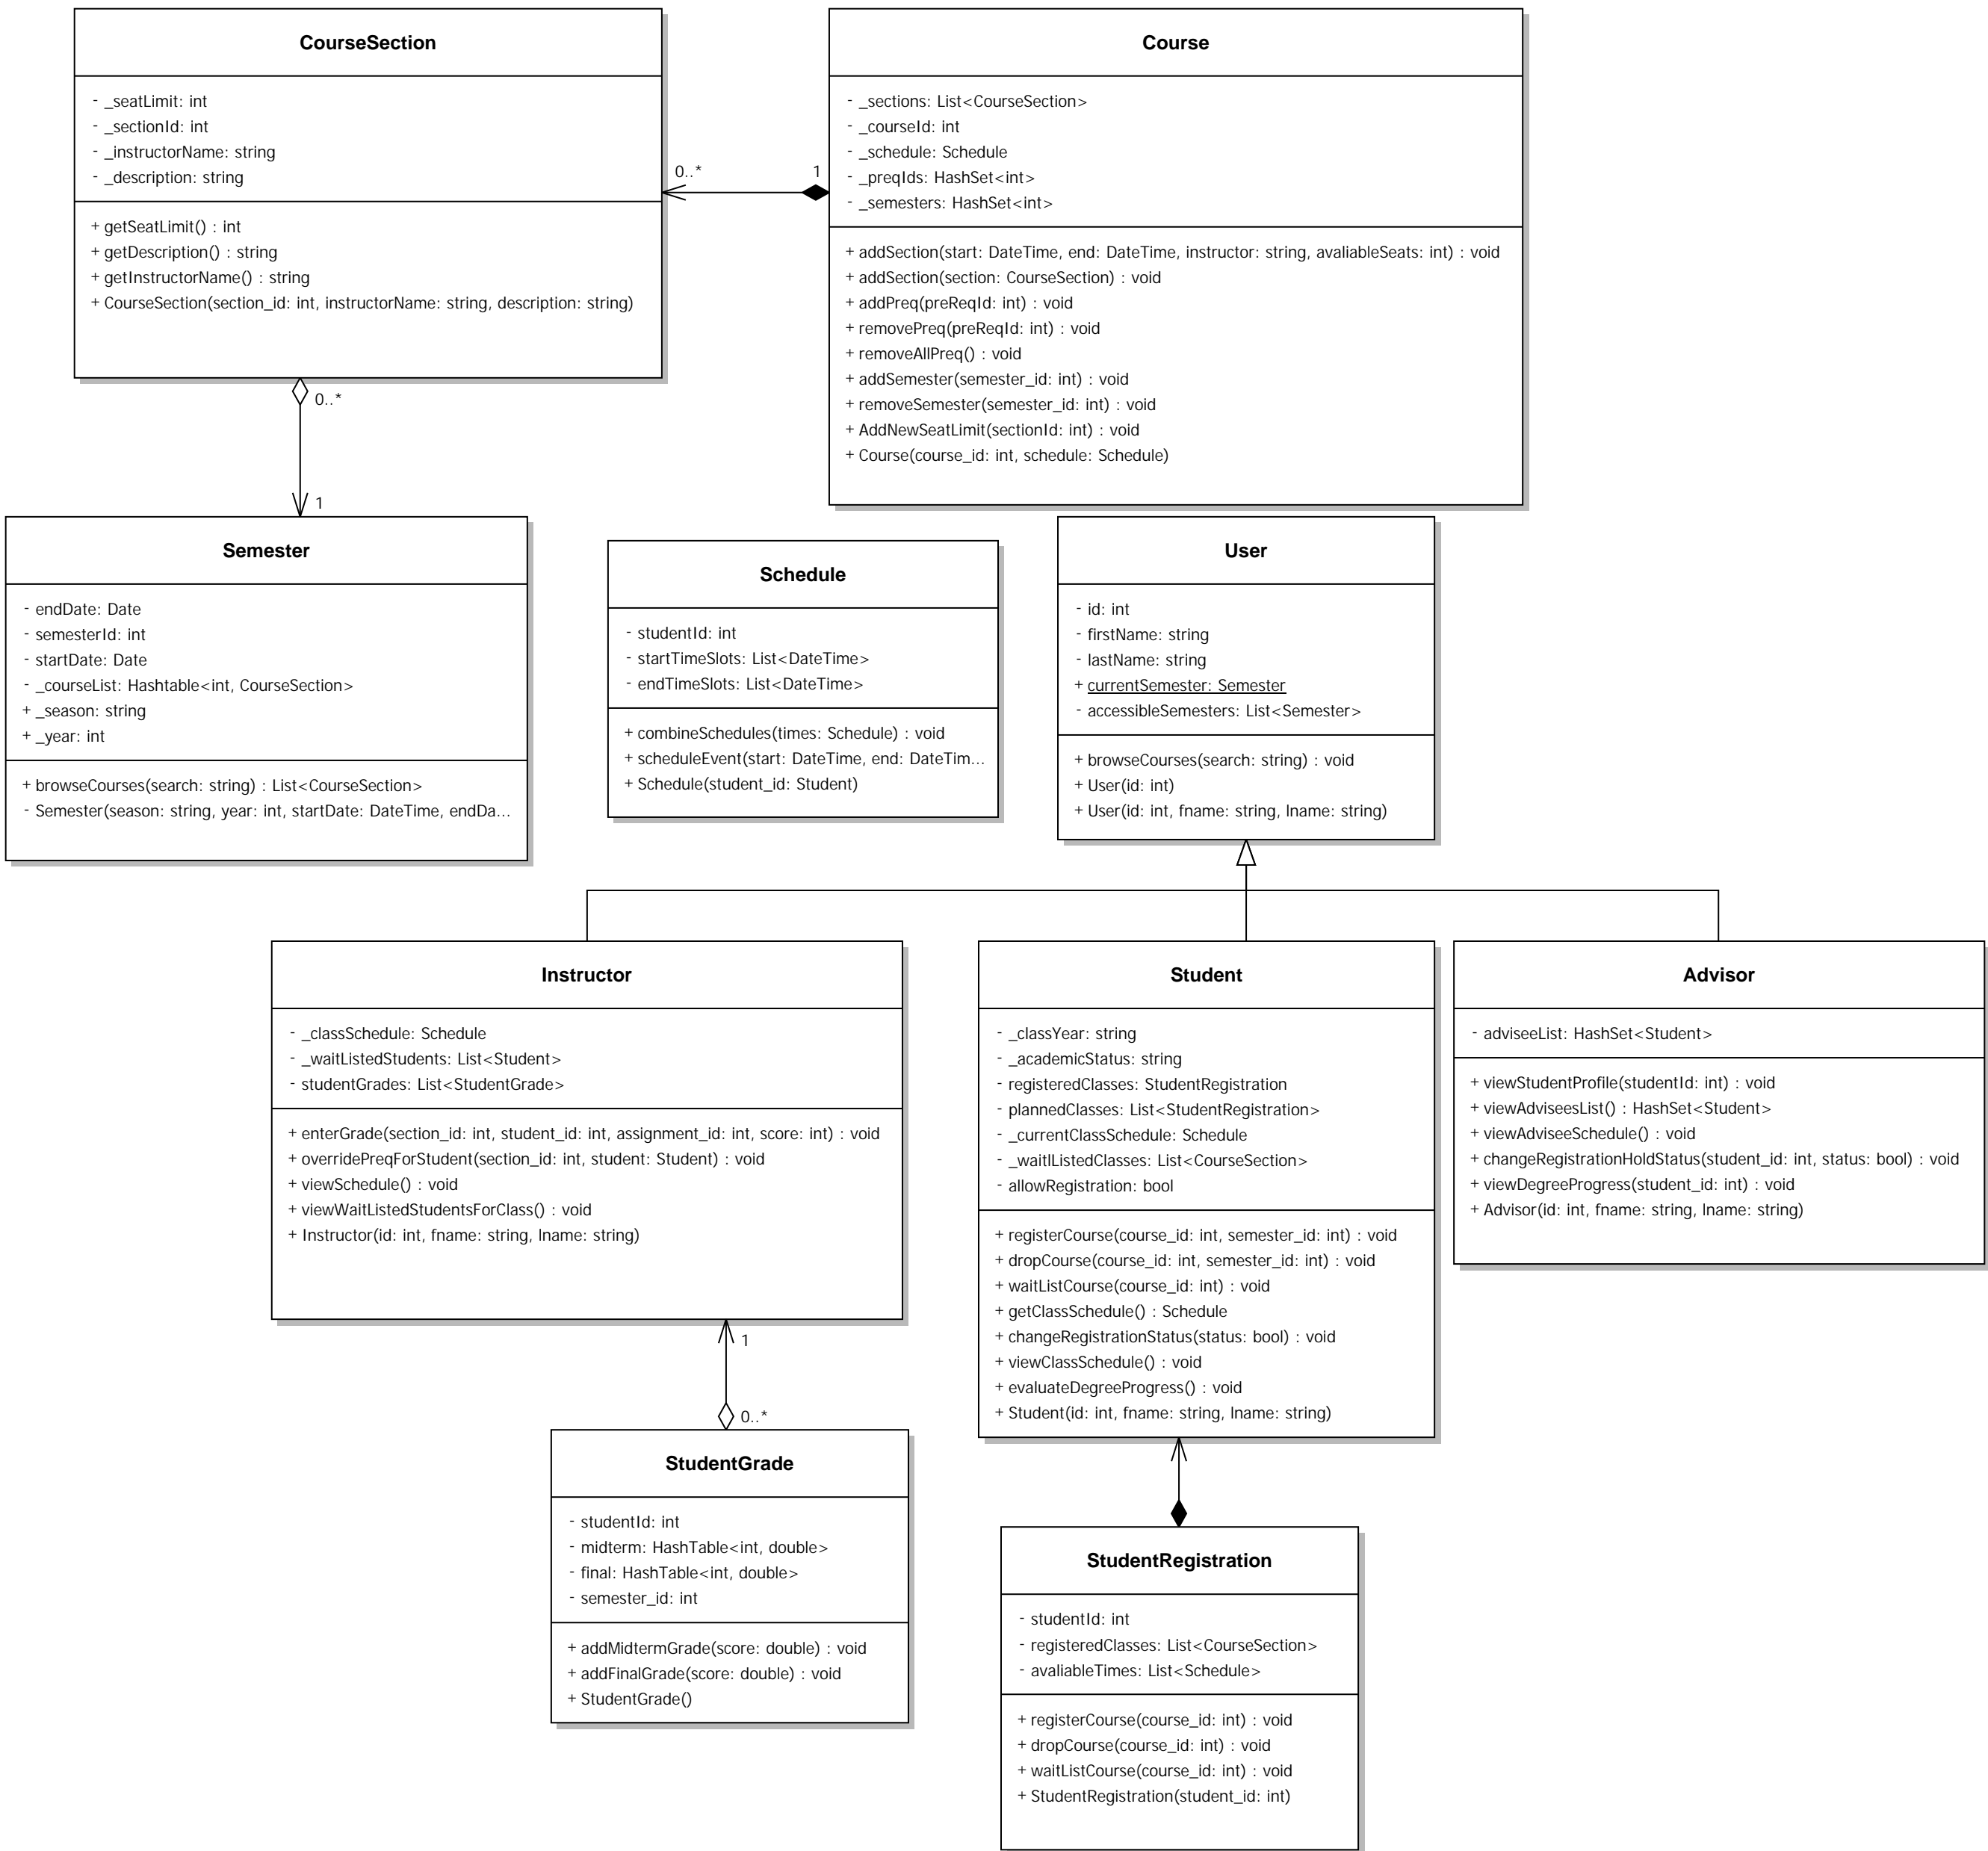 CourseSection
- _seatLimit: int
- _sectionId: int
- _instructorName: string
- _description: string
+ getSeatLimit() : int
+ getDescription() : string
+ getInstructorName() : string
+ CourseSection(section_id: int, instructorName: string, description: string)
0..*
1
Course
- _sections: List<CourseSection>
- _courseId: int
- _schedule: Schedule
- _preqIds: HashSet<int>
- _semesters: HashSet<int>
+ addSection(start: DateTime, end: DateTime, instructor: string, avaliableSeats: int) : void
+ addSection(section: CourseSection) : void
+ addPreq(preReqId: int) : void
+ removePreq(preReqId: int) : void
+ removeAllPreq() : void
+ addSemester(semester_id: int) : void
+ removeSemester(semester_id: int) : void
+ AddNewSeatLimit(sectionId: int) : void
+ Course(course_id: int, schedule: Schedule)
0..*
1
Semester
- endDate: Date
- semesterId: int
- startDate: Date
- _courseList: Hashtable<int, CourseSection>
+ _season: string
+ _year: int
+ browseCourses(search: string) : List<CourseSection>
- Semester(season: string, year: int, startDate: DateTime, endDa...
Schedule
- studentId: int
- startTimeSlots: List<DateTime>
- endTimeSlots: List<DateTime>
+ combineSchedules(times: Schedule) : void
+ scheduleEvent(start: DateTime, end: DateTim...
+ Schedule(student_id: Student)
User
- id: int
- firstName: string
- lastName: string
+ currentSemester: Semester
- accessibleSemesters: List<Semester>
+ browseCourses(search: string) : void
+ User(id: int)
+ User(id: int, fname: string, lname: string)
Instructor
- _classSchedule: Schedule
- _waitListedStudents: List<Student>
- studentGrades: List<StudentGrade>
+ enterGrade(section_id: int, student_id: int, assignment_id: int, score: int) : void
+ overridePreqForStudent(section_id: int, student: Student) : void
+ viewSchedule() : void
+ viewWaitListedStudentsForClass() : void
+ Instructor(id: int, fname: string, lname: string)
Student
- _classYear: string
- _academicStatus: string
- registeredClasses: StudentRegistration
- plannedClasses: List<StudentRegistration>
- _currentClassSchedule: Schedule
- _waitlListedClasses: List<CourseSection>
- allowRegistration: bool
+ registerCourse(course_id: int, semester_id: int) : void
+ dropCourse(course_id: int, semester_id: int) : void
+ waitListCourse(course_id: int) : void
+ getClassSchedule() : Schedule
+ changeRegistrationStatus(status: bool) : void
+ viewClassSchedule() : void
+ evaluateDegreeProgress() : void
+ Student(id: int, fname: string, lname: string)
Advisor
- adviseeList: HashSet<Student>
+ viewStudentProfile(studentId: int) : void
+ viewAdviseesList() : HashSet<Student>
+ viewAdviseeSchedule() : void
+ changeRegistrationHoldStatus(student_id: int, status: bool) : void
+ viewDegreeProgress(student_id: int) : void
+ Advisor(id: int, fname: string, lname: string)
1
0..*
StudentGrade
- studentId: int
- midterm: HashTable<int, double>
- final: HashTable<int, double>
- semester_id: int
+ addMidtermGrade(score: double) : void
+ addFinalGrade(score: double) : void
+ StudentGrade()
StudentRegistration
- studentId: int
- registeredClasses: List<CourseSection>
- avaliableTimes: List<Schedule>
+ registerCourse(course_id: int) : void
+ dropCourse(course_id: int) : void
+ waitListCourse(course_id: int) : void
+ StudentRegistration(student_id: int)